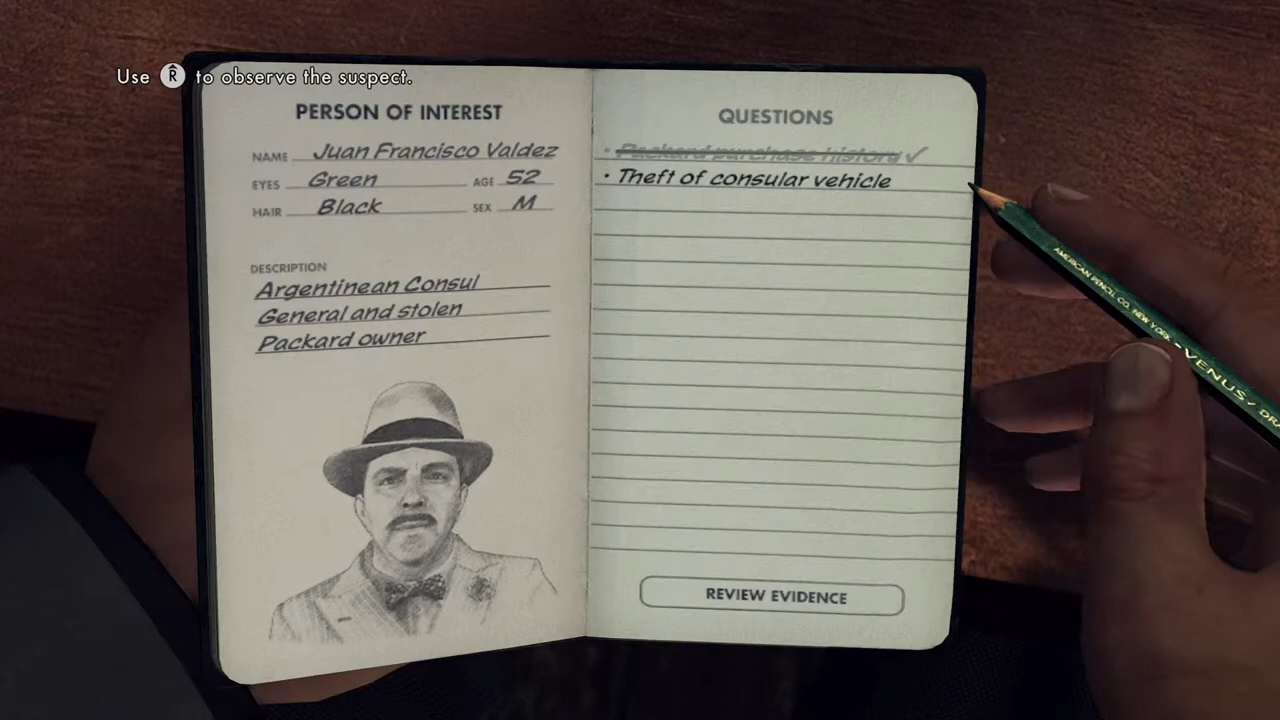 Use R to observe the suspect.
PERSON OF INTEREST
NAME Juan Francisco Valdez
EYES Green AGE 52
HAIR Black SEX M
DESCRIPTION
Argentinean Consul
General and stolen
Packard owner
QUESTIONS
· Packard purchase history ✓
· Theft of consular vehicle
REVIEW EVIDENCE
AMERICAN PENCIL CO. NEW YORK VENUS